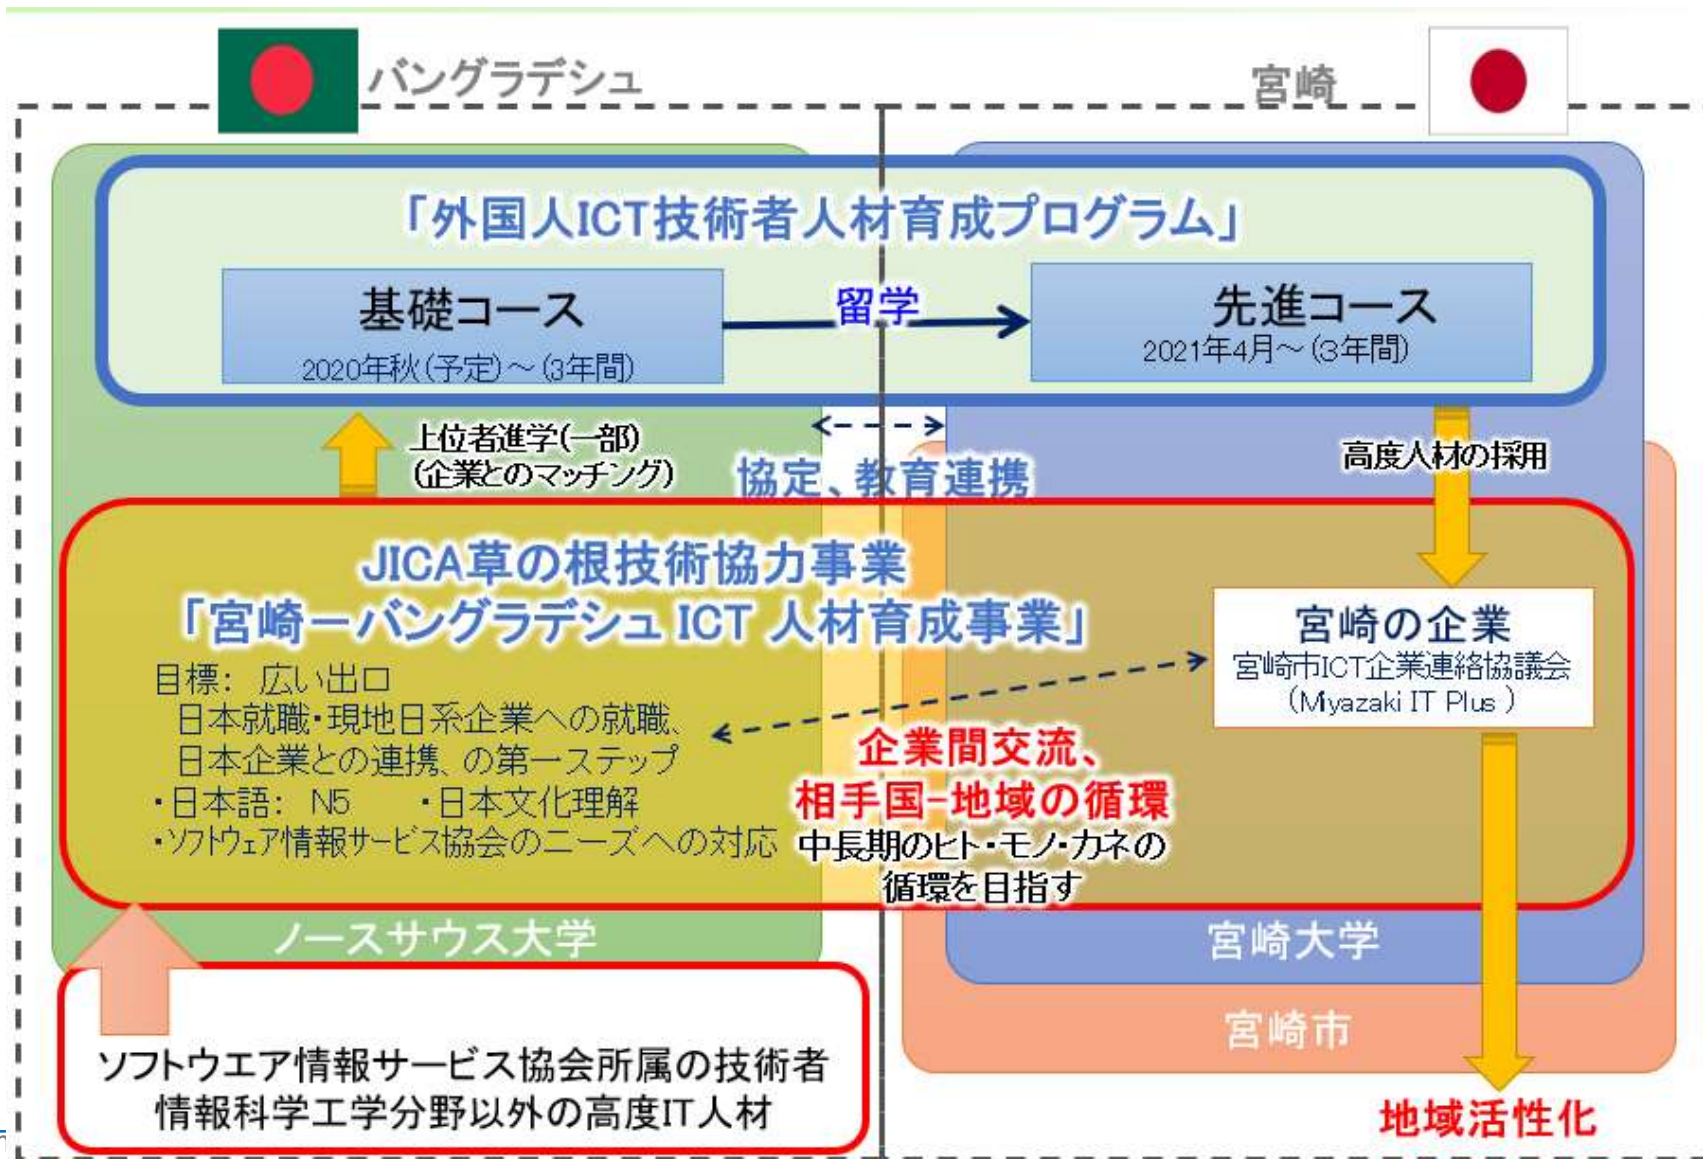 バングラデシュ
宮崎
「外国人ICT技術者人材育成プログラム」
基礎コース
2020年秋(予定)～(3年間)
留学
先進コース
2021年4月～(3年間)
上位者進学(一部)
(企業とのマッチング)
協定、教育連携
高度人材の採用
JICA草の根技術協力事業
「宮崎－バングラデシュ ICT 人材育成事業」
目標： 広い出口
日本就職・現地日系企業への就職、
日本企業との連携、の第一ステップ
・日本語： N5 ・日本文化理解
・ソフトウェア情報サービス協会のニーズへの対応
宮崎の企業
宮崎市ICT企業連絡協議会
（Miyazaki IT Plus ）
企業間交流、
相手国-地域の循環
中長期のヒト・モノ・カネの
循環を目指す
ノースサウス大学
宮崎大学
宮崎市
ソフトウエア情報サービス協会所属の技術者
情報科学工学分野以外の高度IT人材
地域活性化